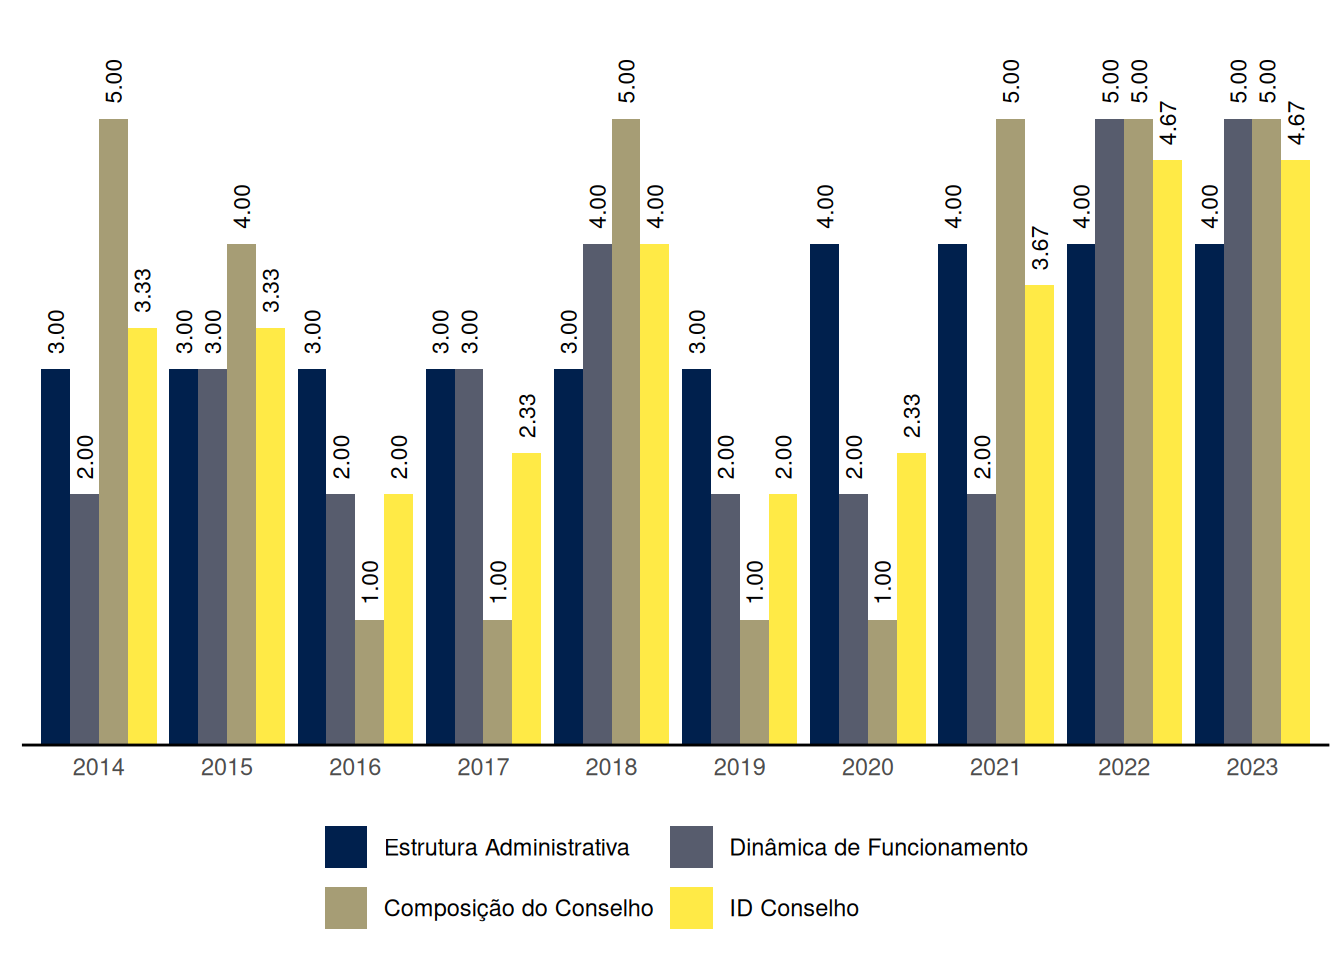 3.00 2.00 5.00 3.33
3.00 3.00 4.00 3.33
3.00 2.00 1.00 2.00
3.00 3.00 1.00 2.33
3.00 4.00 5.00 4.00
3.00 2.00 1.00 2.00
4.00 2.00 1.00 2.33
4.00 2.00 5.00 3.67
4.00 5.00 5.00 4.67
4.00 5.00 5.00 4.67
2014 2015 2016 2017 2018 2019 2020 2021 2022 2023
Estrutura Administrativa Dinâmica de Funcionamento
Composição do Conselho ID Conselho